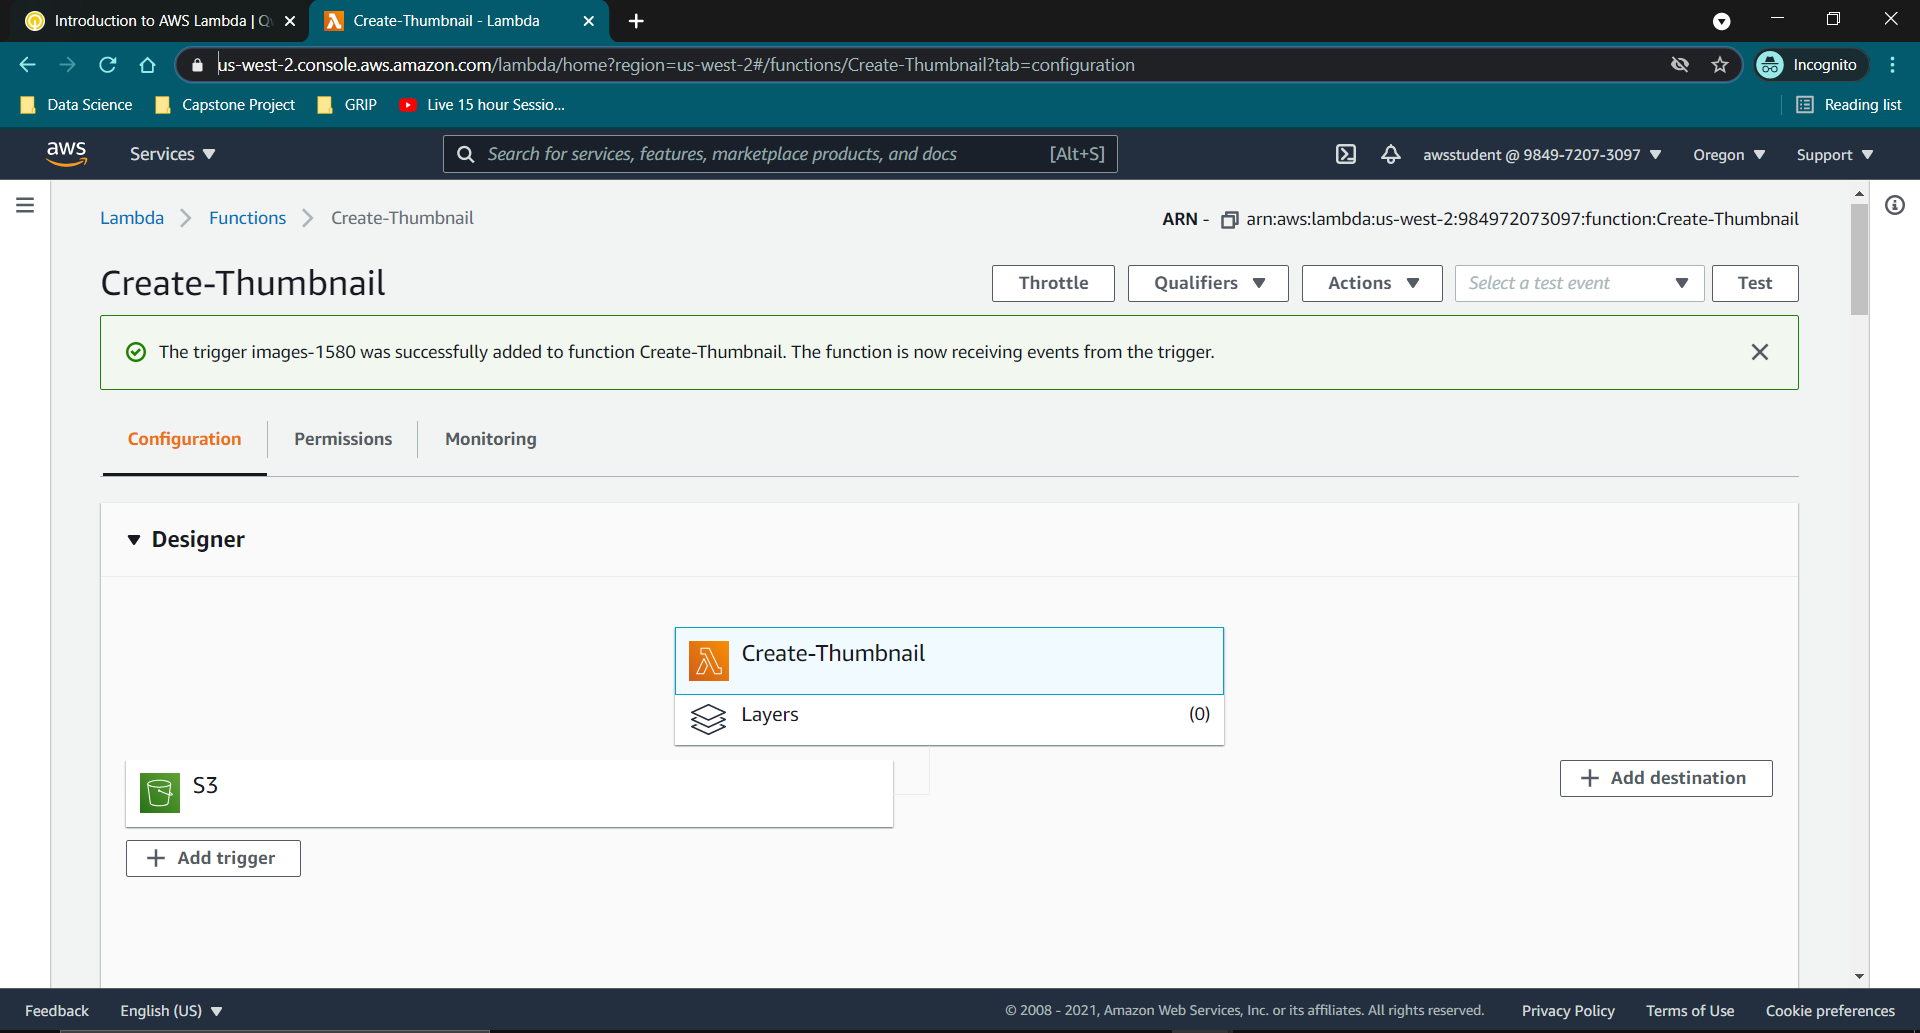 Introduction to AWS Lambda | Q
Create-Thumbnail - Lambda
us-west-2.console.aws.amazon.com/lambda/home?region=us-west-2#/functions/Create-Thumbnail?tab=configuration
Incognito
Data Science
Capstone Project
GRIP
Live 15 hour Sessio...
Reading list
aws
Services
Search for services, features, marketplace products, and docs
[Alt+S]
awsstudent @ 9849-7207-3097
Oregon
Support
Lambda
Functions
Create-Thumbnail
ARN - arn:aws:lambda:us-west-2:984972073097:function:Create-Thumbnail
Create-Thumbnail
Throttle
Qualifiers
Actions
Select a test event
Test
The trigger images-1580 was successfully added to function Create-Thumbnail. The function is now receiving events from the trigger.
Configuration
Permissions
Monitoring
Designer
Create-Thumbnail
Layers
(0)
S3
Add destination
Add trigger
Feedback
English (US)
© 2008 - 2021, Amazon Web Services, Inc. or its affiliates. All rights reserved.
Privacy Policy
Terms of Use
Cookie preferences